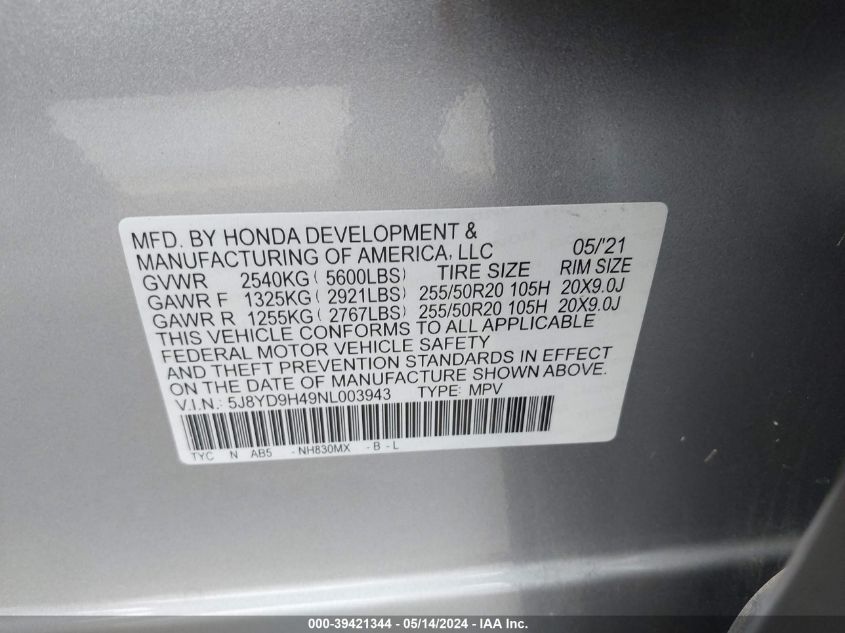 MFD. BY HONDA DEVELOPMENT &
MANUFACTURING OF AMERICA, LLC 05/'21
GVWR 2540KG ( 5600LBS) TIRE SIZE RIM SIZE
GAWR F 1325KG ( 2921LBS) 255/50R20 105H 20X9.0J
GAWR R 1255KG ( 2767LBS) 255/50R20 105H 20X9.0J
THIS VEHICLE CONFORMS TO ALL APPLICABLE
FEDERAL MOTOR VEHICLE SAFETY
AND THEFT PREVENTION STANDARDS IN EFFECT
ON THE DATE OF MANUFACTURE SHOWN ABOVE.
V.I.N.: 5J8YD9H49NL003943 TYPE: MPV
TYC N AB5 -NH830MX -B-L
000-39421344 - 05/14/2024 - IAA Inc.